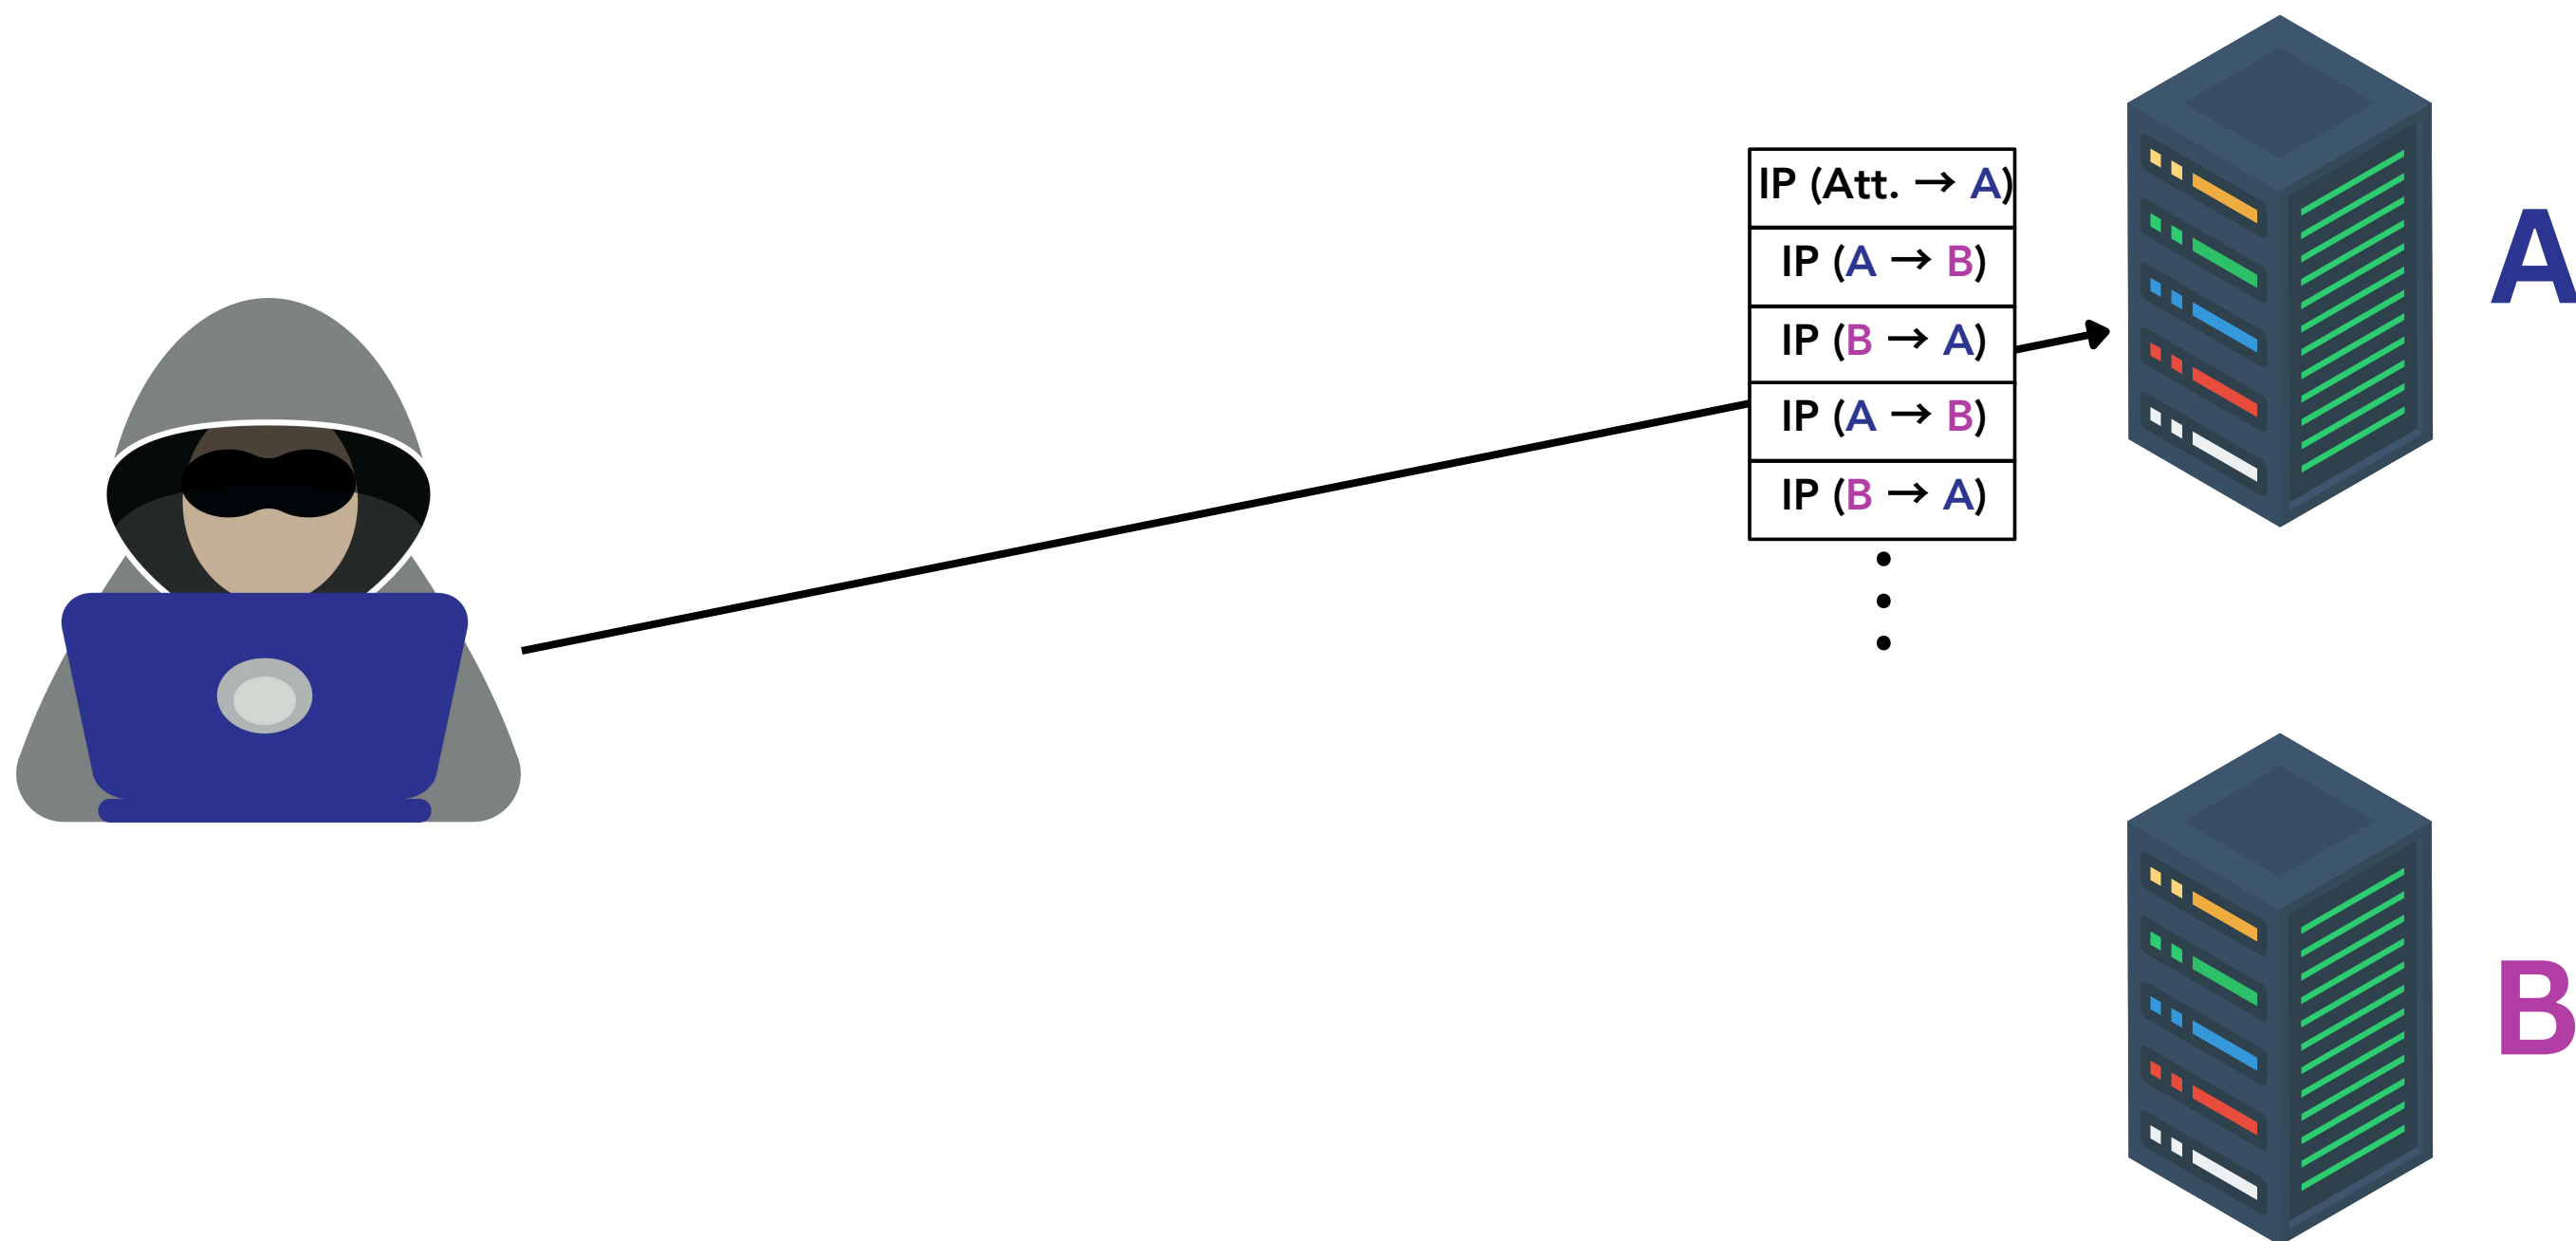 IP (Att. → A)
IP (A → B)
IP (B → A)
IP (A → B)
IP (B → A)
A
B